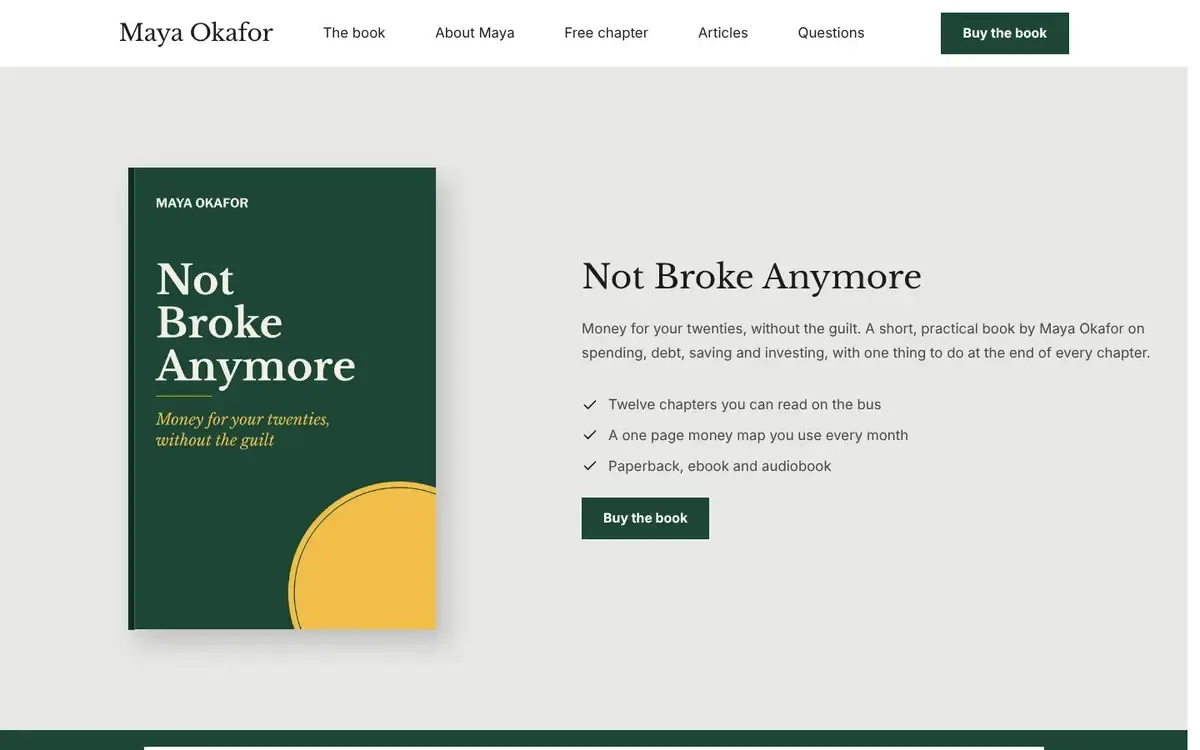 Maya Okafor
The book
About Maya
Free chapter
Articles
Questions
Buy the book
MAYA OKAFOR
Not
Broke
Anymore
Money for your twenties,
without the guilt
Not Broke Anymore
Money for your twenties, without the guilt. A short, practical book by Maya Okafor on
spending, debt, saving and investing, with one thing to do at the end of every chapter.
Twelve chapters you can read on the bus
A one page money map you use every month
Paperback, ebook and audiobook
Buy the book